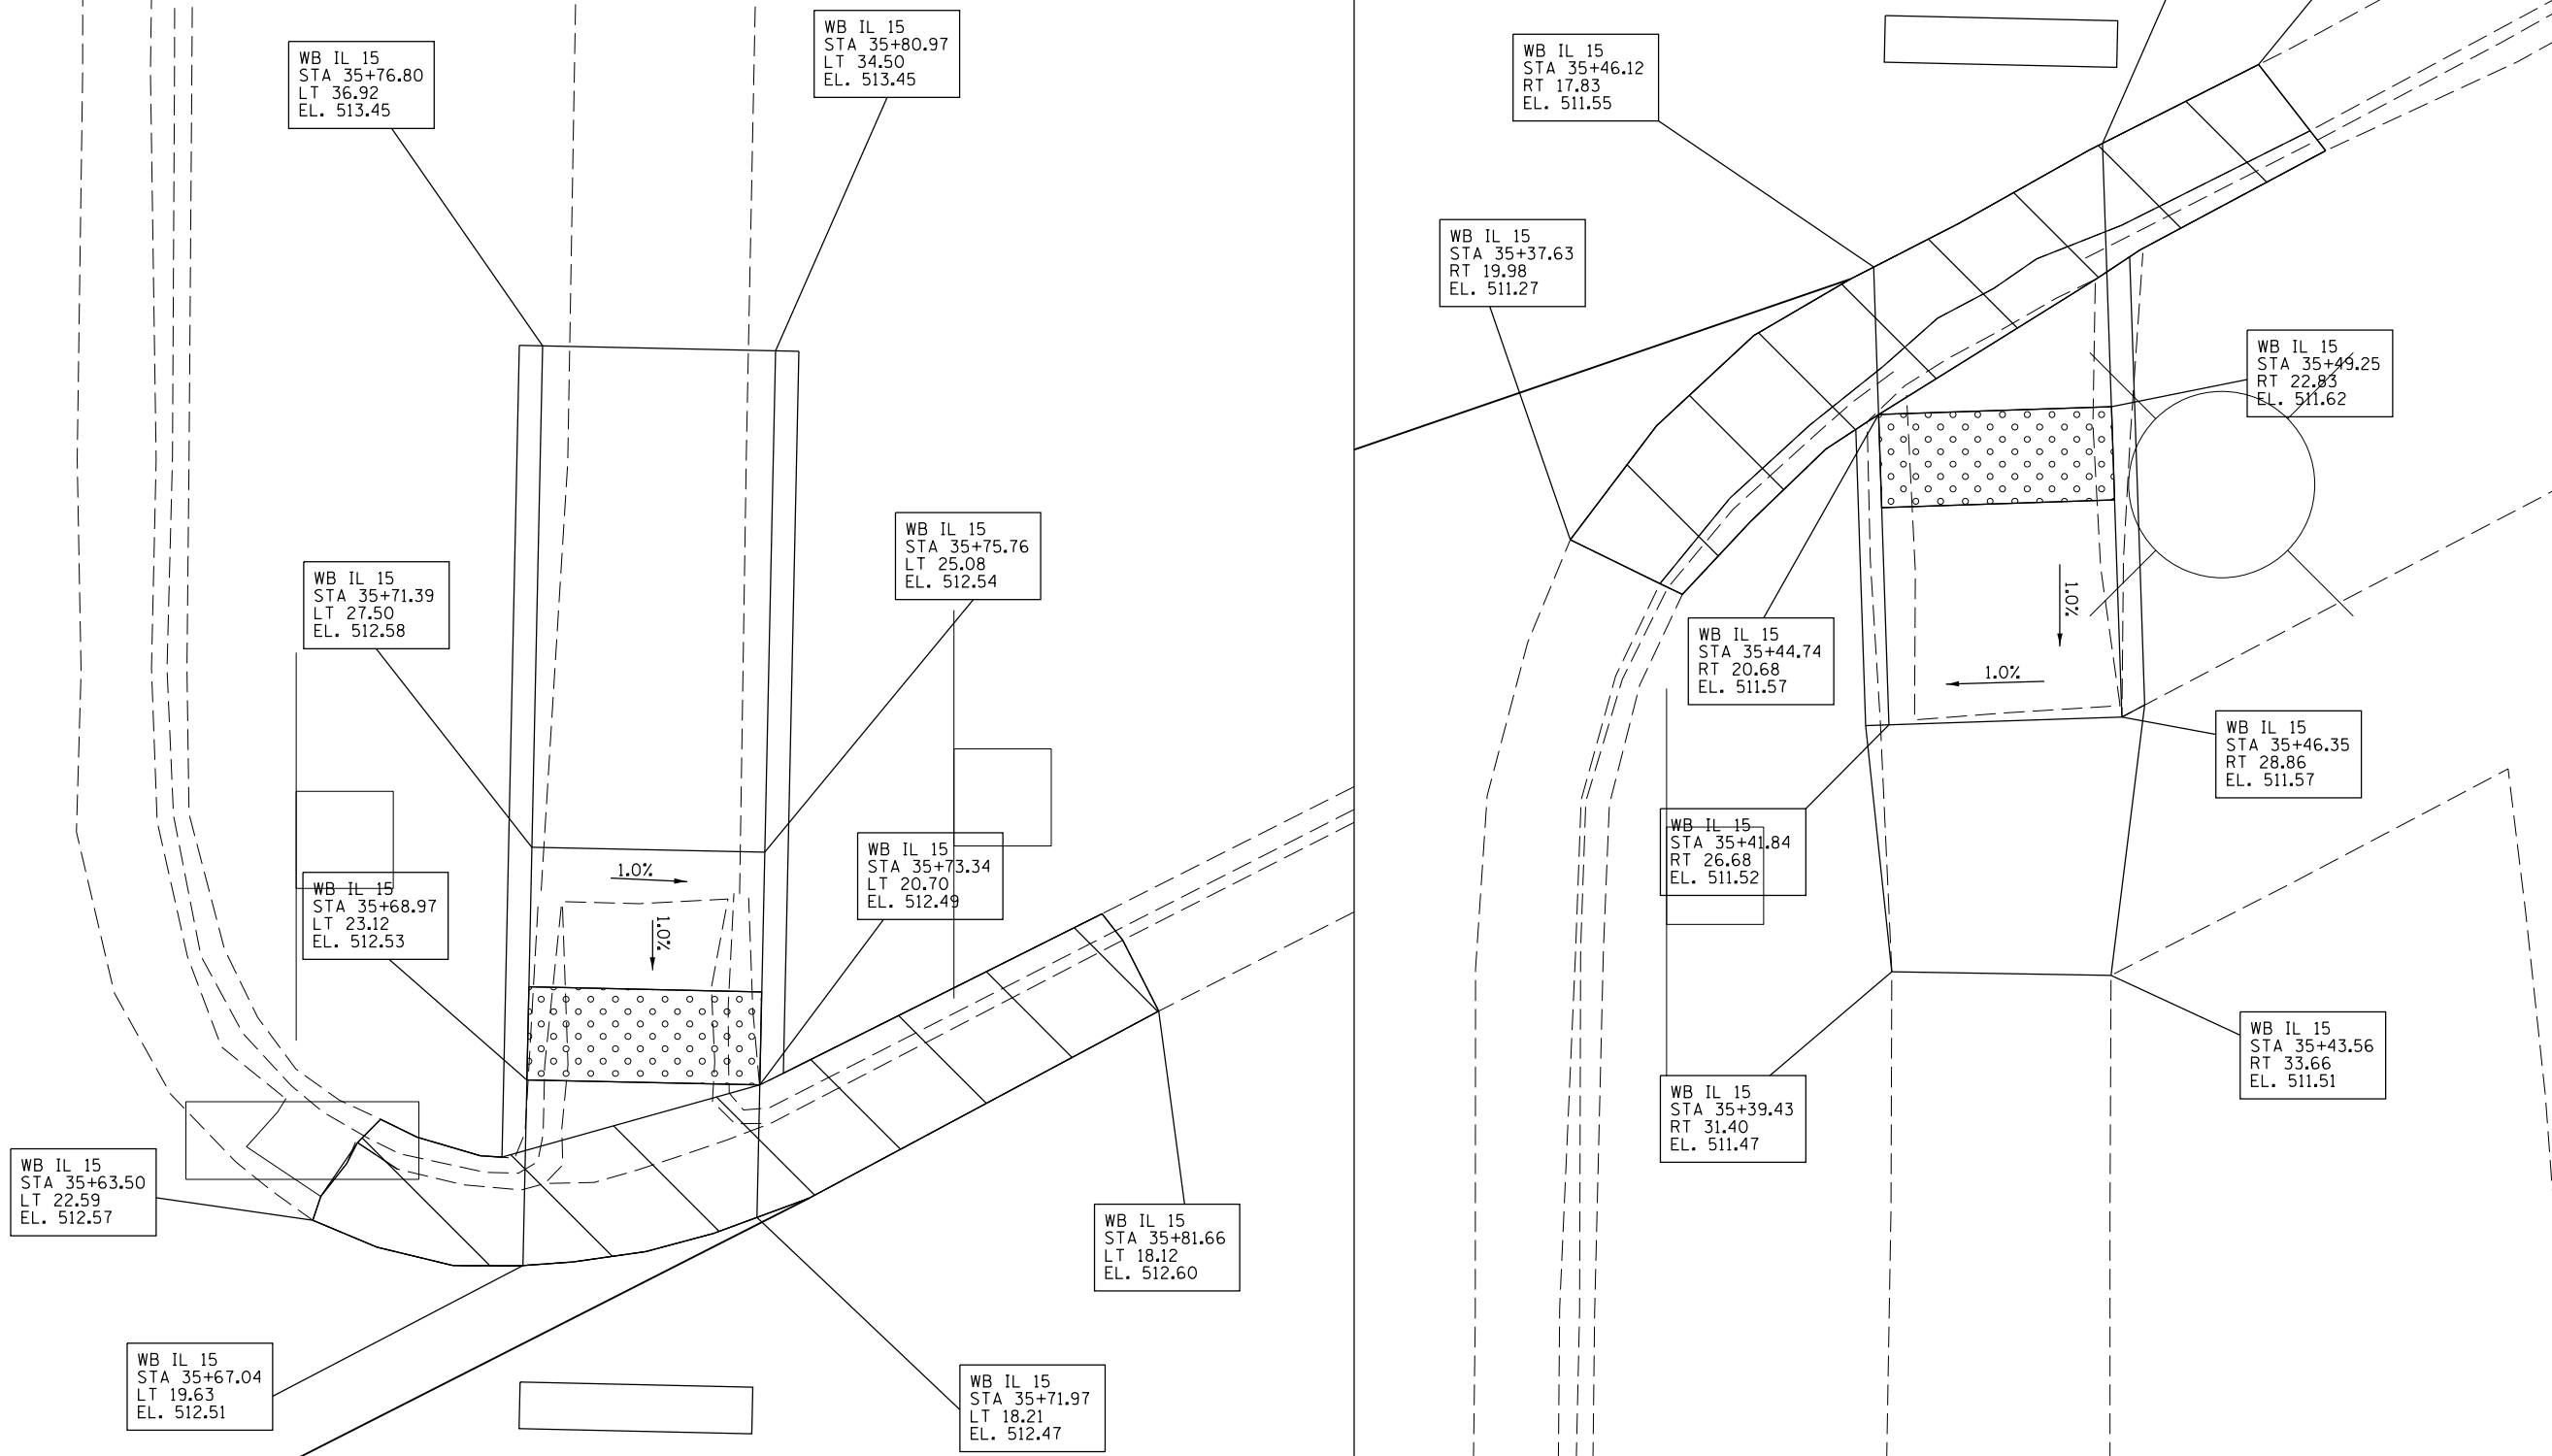 WB IL 15
STA 35+76.80
LT 36.92
EL. 513.45
WB IL 15
STA 35+80.97
LT 34.50
EL. 513.45
WB IL 15
STA 35+71.39
LT 27.50
EL. 512.58
WB IL 15
STA 35+75.76
LT 25.08
EL. 512.54
WB IL 15
STA 35+68.97
LT 23.12
EL. 512.53
1.0%
1.0%
WB IL 15
STA 35+73.34
LT 20.70
EL. 512.49
WB IL 15
STA 35+63.50
LT 22.59
EL. 512.57
WB IL 15
STA 35+81.66
LT 18.12
EL. 512.60
WB IL 15
STA 35+67.04
LT 19.63
EL. 512.51
WB IL 15
STA 35+71.97
LT 18.21
EL. 512.47
WB IL 15
STA 35+46.12
RT 17.83
EL. 511.55
WB IL 15
STA 35+37.63
RT 19.98
EL. 511.27
WB IL 15
STA 35+49.25
RT 22.83
EL. 511.62
WB IL 15
STA 35+44.74
RT 20.68
EL. 511.57
1.0%
1.0%
WB IL 15
STA 35+46.35
RT 28.86
EL. 511.57
WB IL 15
STA 35+41.84
RT 26.68
EL. 511.52
WB IL 15
STA 35+43.56
RT 33.66
EL. 511.51
WB IL 15
STA 35+39.43
RT 31.40
EL. 511.47